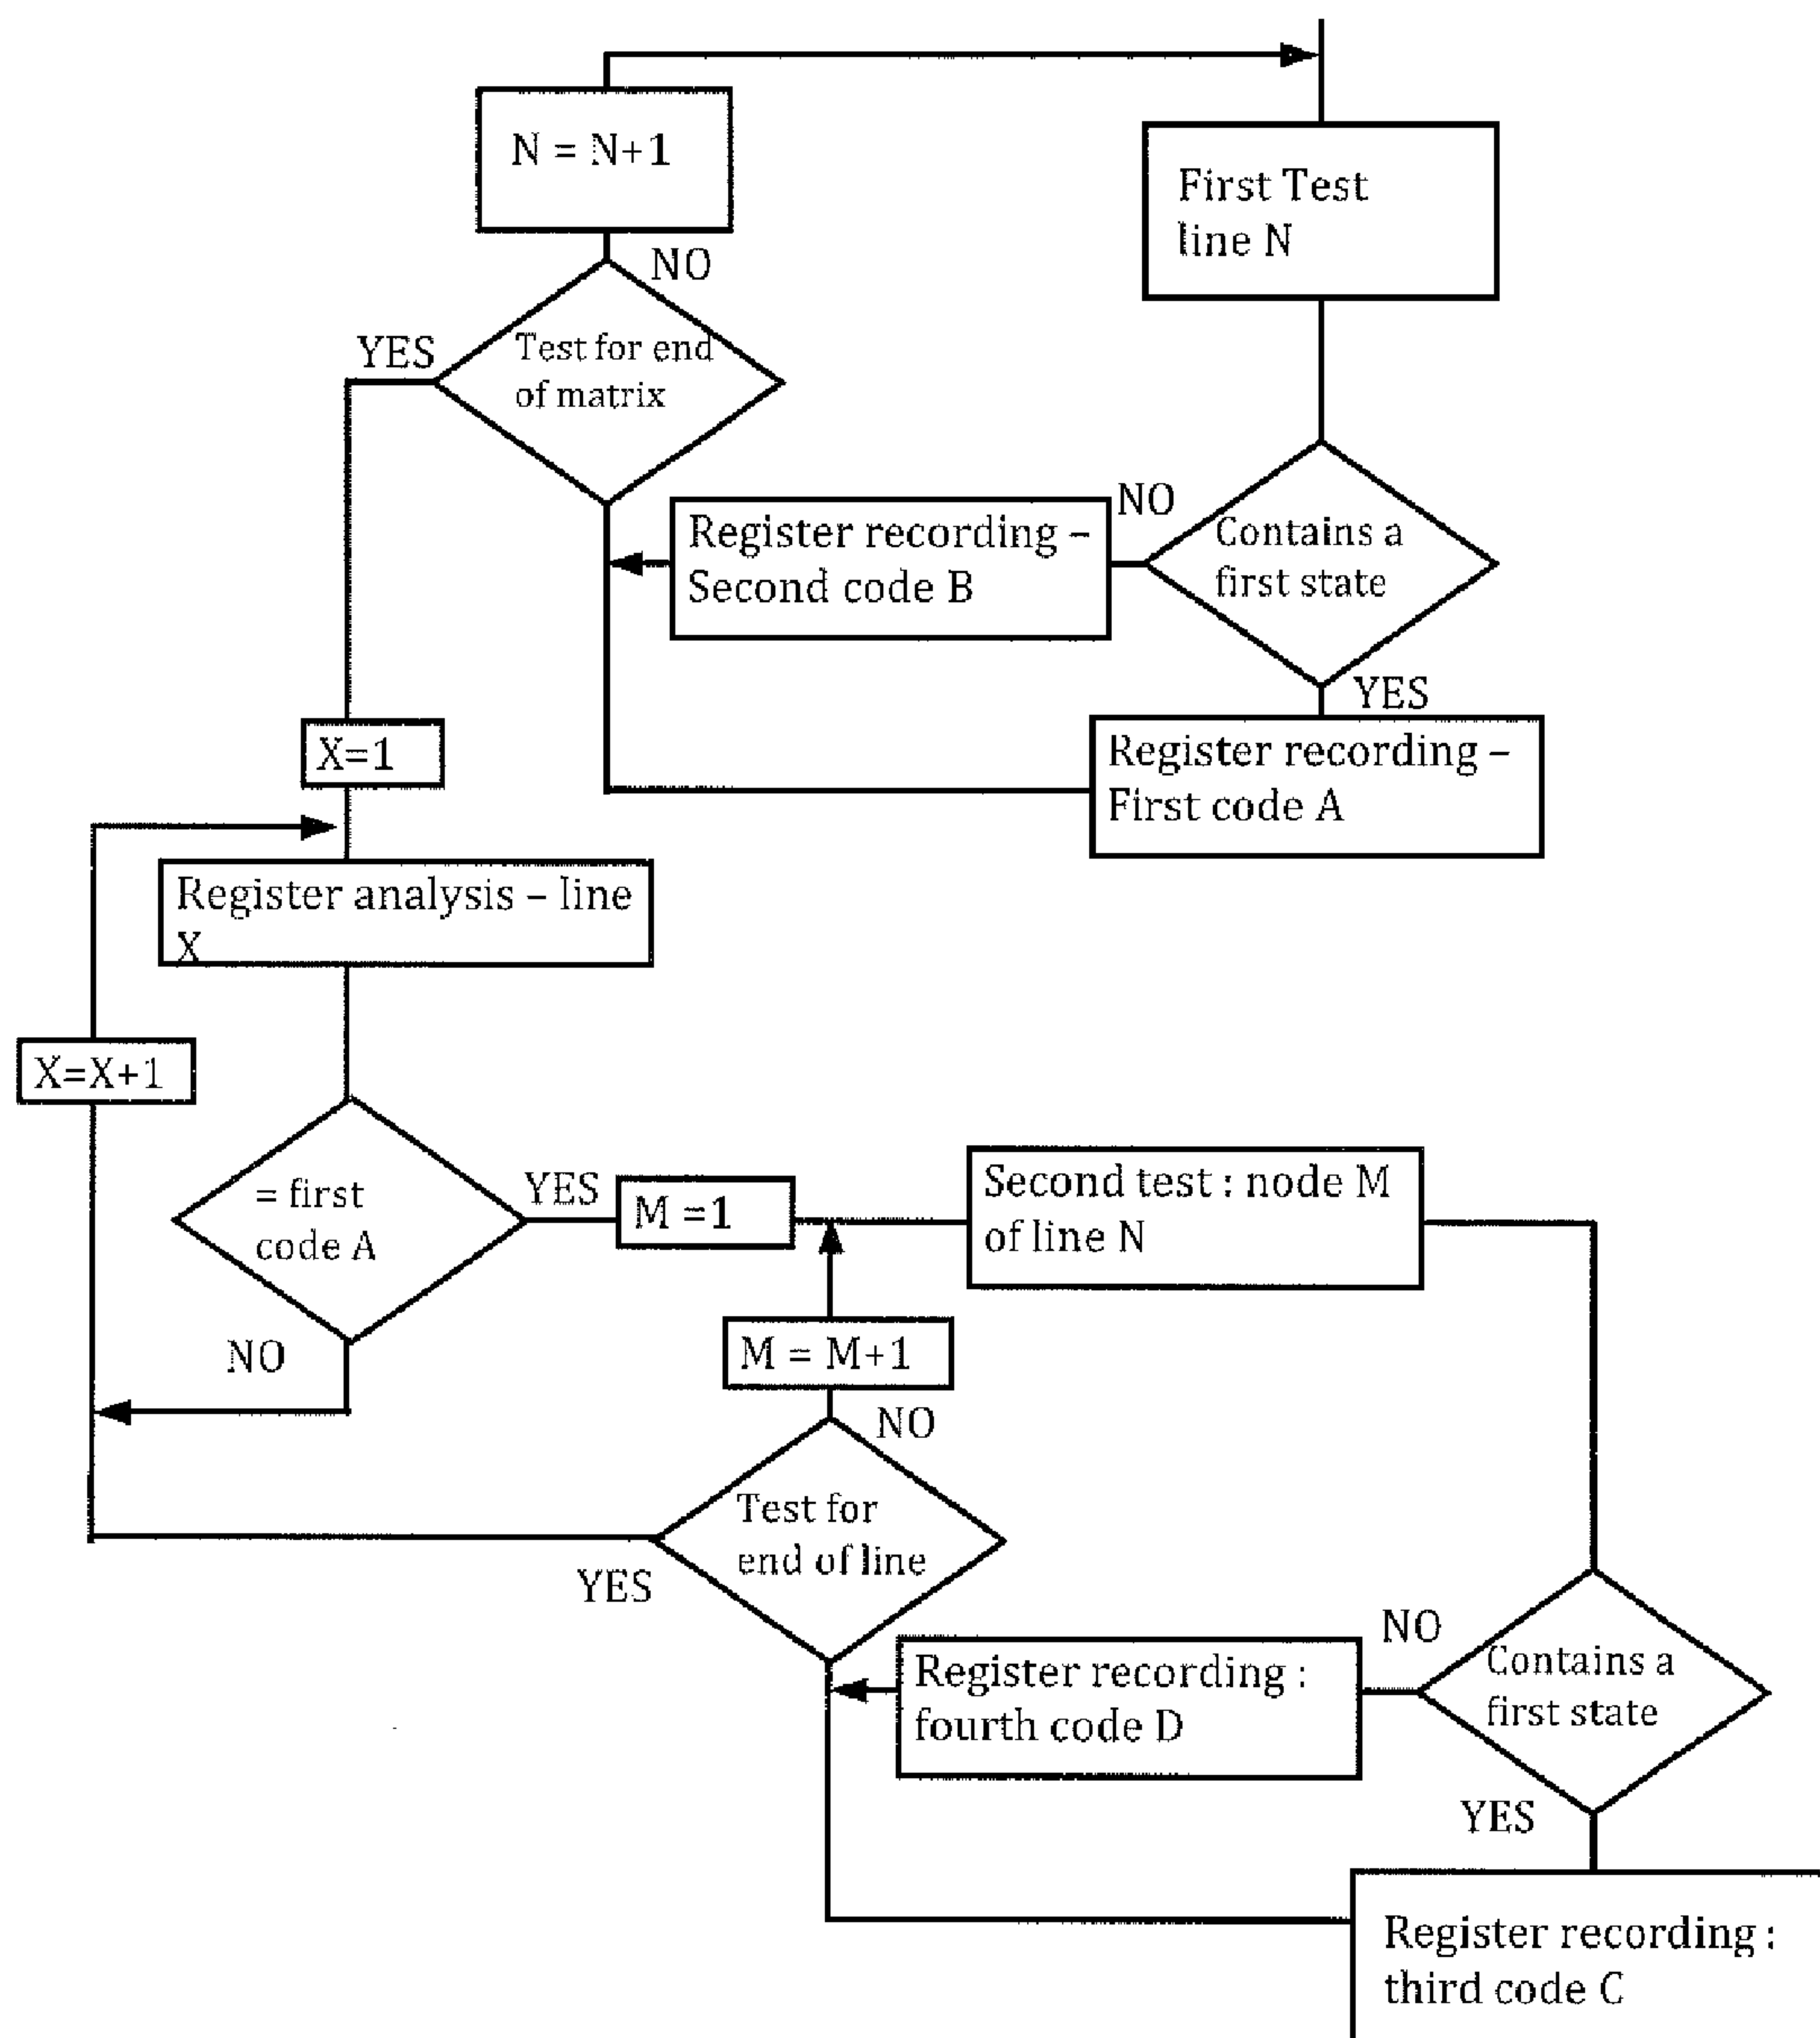 N = N+1
First Test
line N
NO
YES
Test for end
of matrix
NO
Register recording –
Second code B
Contains a
first state
YES
X=1
Register recording –
First code A
Register analysis – line
X
X=X+1
= first
code A
YES
M =1
Second test : node M
of line N
NO
M = M+1
NO
Test for
end of line
YES
NO
Register recording :
fourth code D
Contains a
first state
YES
Register recording :
third code C